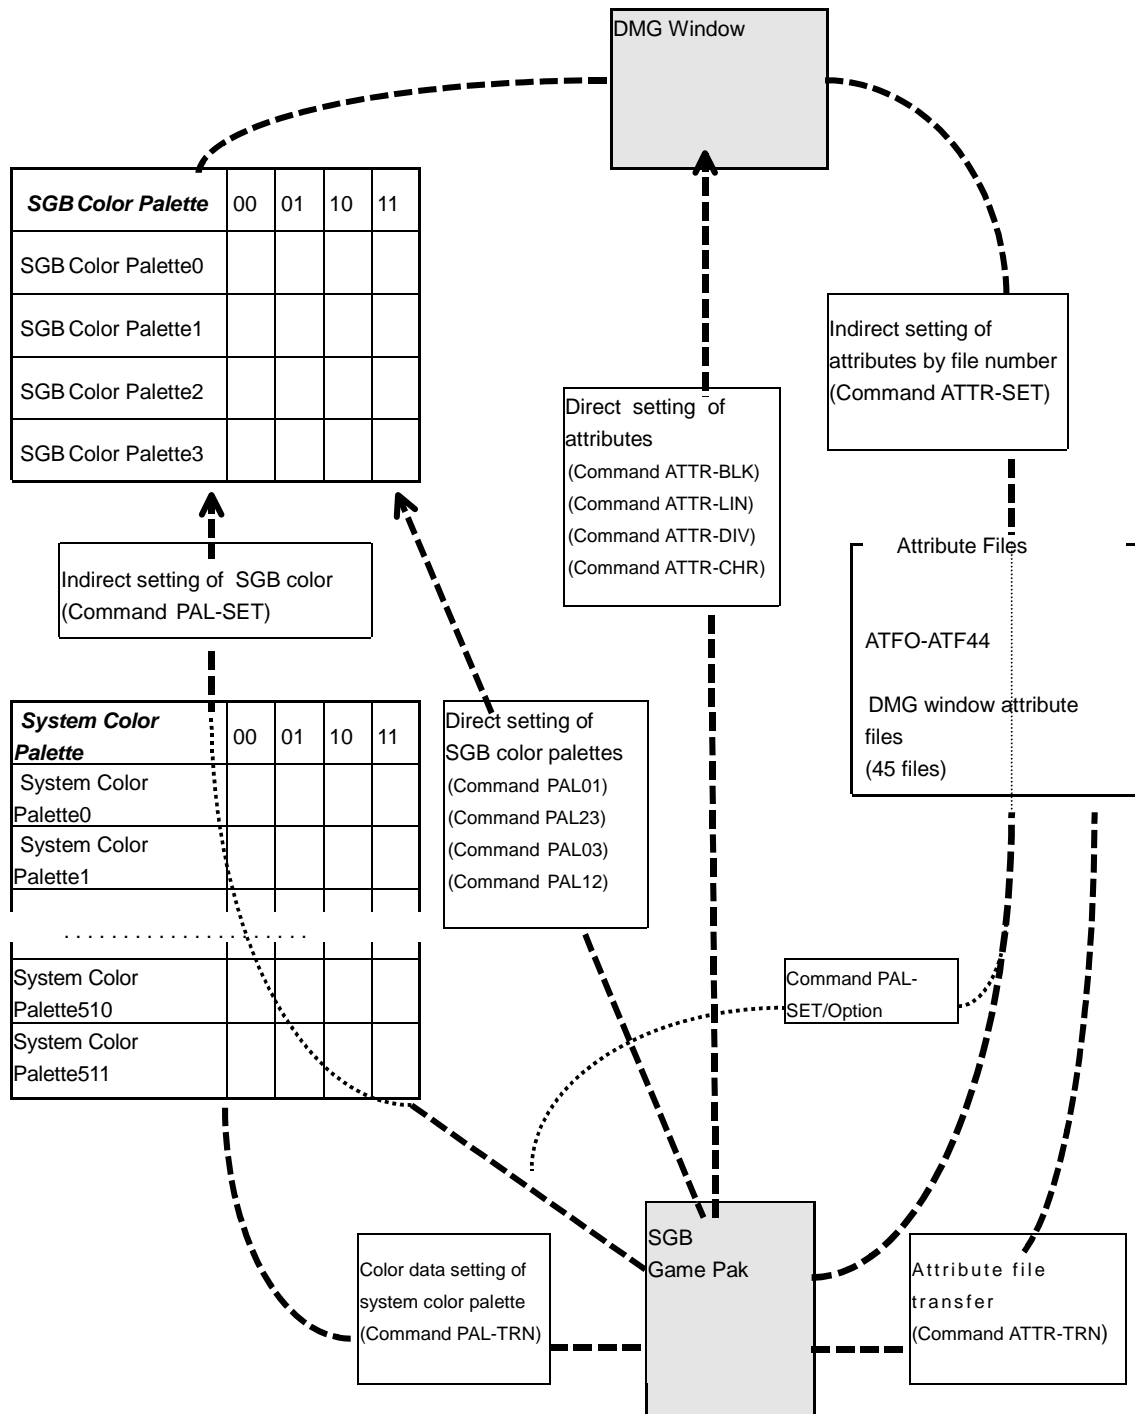 DMG Window
SGB Color Palette 00 01 10 11
SGB Color Palette0
SGB Color Palette1
SGB Color Palette2
SGB Color Palette3
Indirect setting of
attributes by file number
(Command ATTR-SET)
Direct setting of
attributes
(Command ATTR-BLK)
(Command ATTR-LIN)
(Command ATTR-DIV)
(Command ATTR-CHR)
Indirect setting of SGB color
(Command PAL-SET)
Attribute Files
ATFO-ATF44
DMG window attribute
files
(45 files)
System Color
Palette 00 01 10 11
System Color
Palette0
System Color
Palette1
. . . . . . . . . . . . . . . . . . . . .
System Color
Palette510
System Color
Palette511
Direct setting of
SGB color palettes
(Command PAL01)
(Command PAL23)
(Command PAL03)
(Command PAL12)
Command PAL-
SET/Option
Color data setting of
system color palette
(Command PAL-TRN)
SGB
Game Pak
Attribute file
transfer
(Command ATTR-TRN)